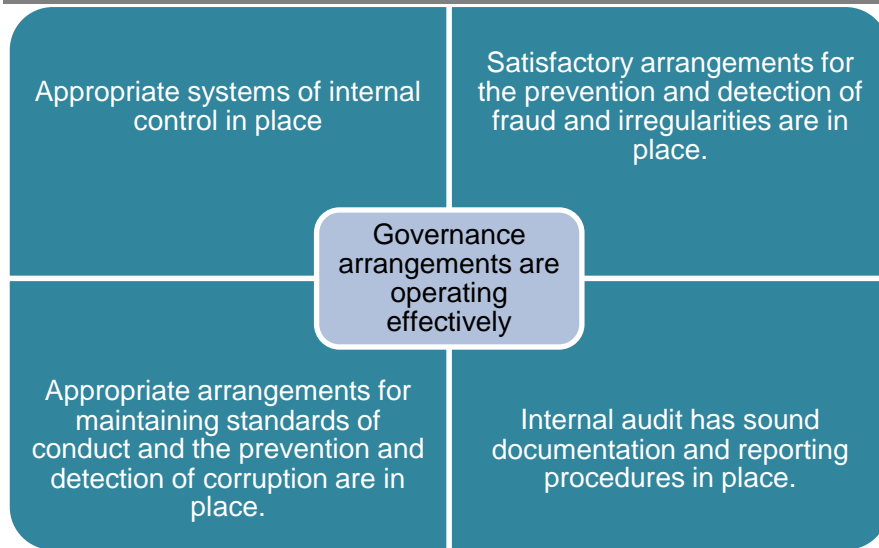 Appropriate systems of internal
control in place
Satisfactory arrangements for
the prevention and detection of
fraud and irregularities are in
place.
Governance
arrangements are
operating
effectively
Appropriate arrangements for
maintaining standards of
conduct and the prevention and
detection of corruption are in
place.
Internal audit has sound
documentation and reporting
procedures in place.